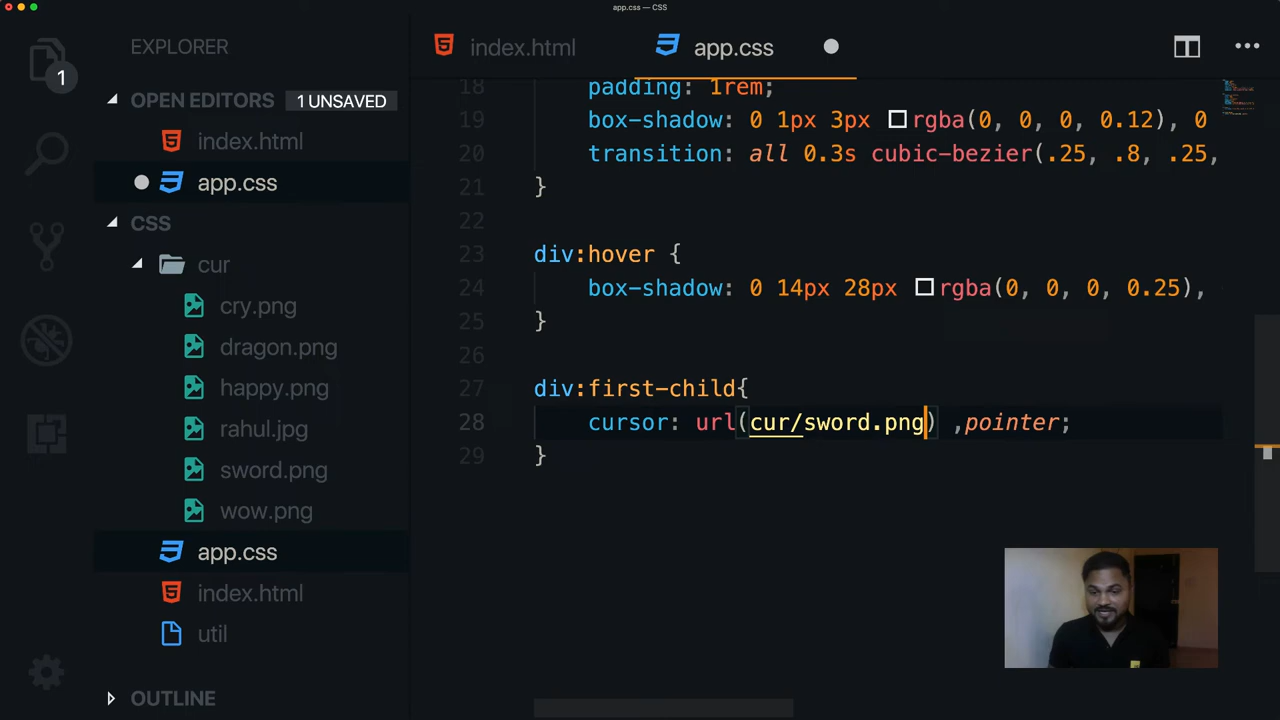 app.css — CSS
EXPLORER
1
OPEN EDITORS 1 UNSAVED
index.html
app.css
CSS
cur
cry.png
dragon.png
happy.png
rahul.jpg
sword.png
wow.png
app.css
index.html
util
OUTLINE
index.html app.css
18 padding: 1rem;
19 box-shadow: 0 1px 3px rgba(0, 0, 0, 0.12), 0
20 transition: all 0.3s cubic-bezier(.25, .8, .25,
21 }
22
23 div:hover {
24 box-shadow: 0 14px 28px rgba(0, 0, 0, 0.25),
25 }
26
27 div:first-child{
28 cursor: url(cur/sword.png) ,pointer;
29 }